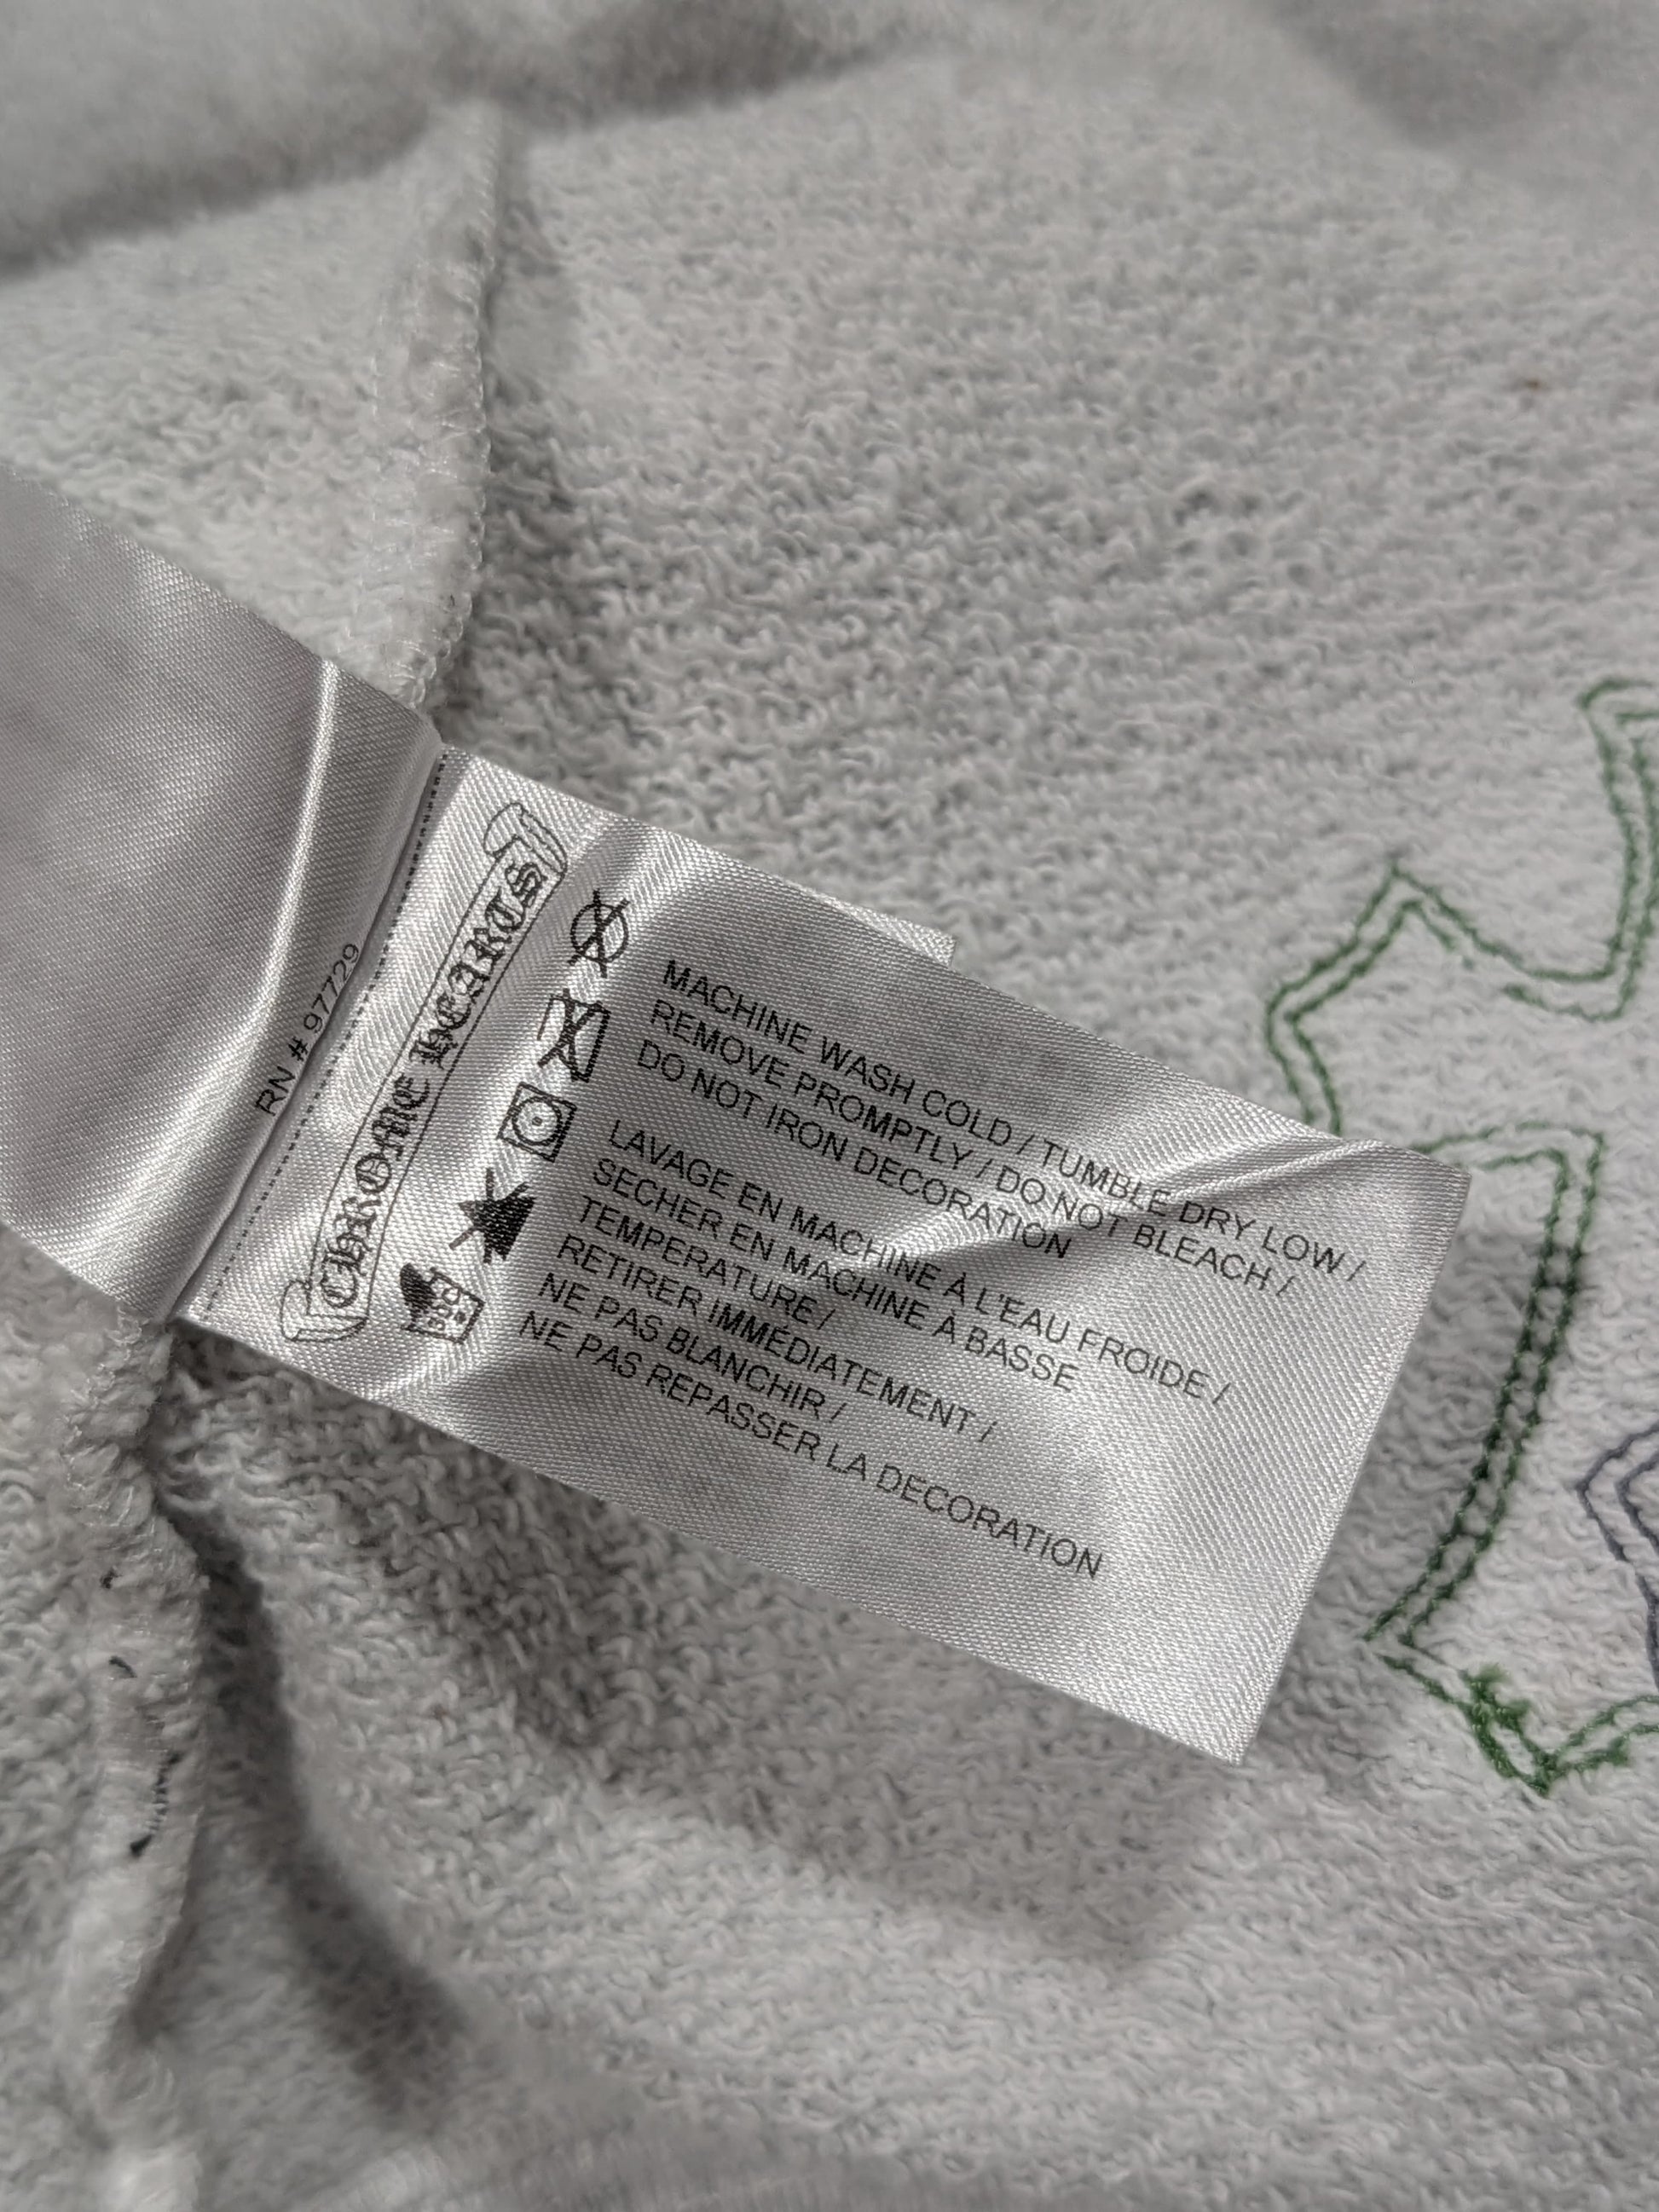 RN # 97729
CHROME HEARTS
MACHINE WASH COLD / TUMBLE DRY LOW /
REMOVE PROMPTLY / DO NOT BLEACH /
DO NOT IRON DECORATION
LAVAGE EN MACHINE À L'EAU FROIDE /
SECHER EN MACHINE À BASSE
TEMPERATURE /
RETIRER IMMÉDIATEMENT /
NE PAS BLANCHIR /
NE PAS REPASSER LA DECORATION